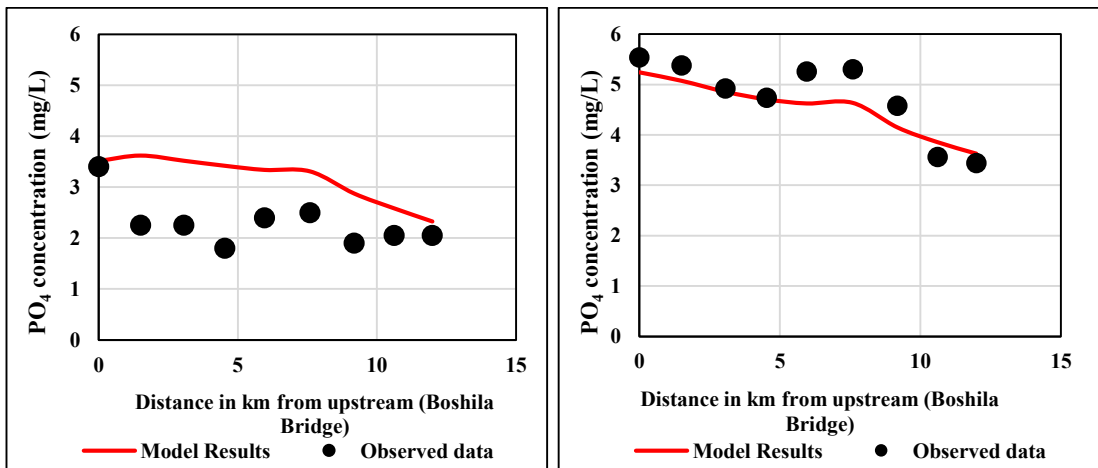 PO4 concentration (mg/L)
6
5
4
3
2
1
0
0 5 10 15
Distance in km from upstream (Boshila
Bridge)
Model Results Observed data
PO4 concentration (mg/L)
6
5
4
3
2
1
0
0 5 10 15
Distance in km from upstream (Boshila
Bridge)
Model Results Observed data